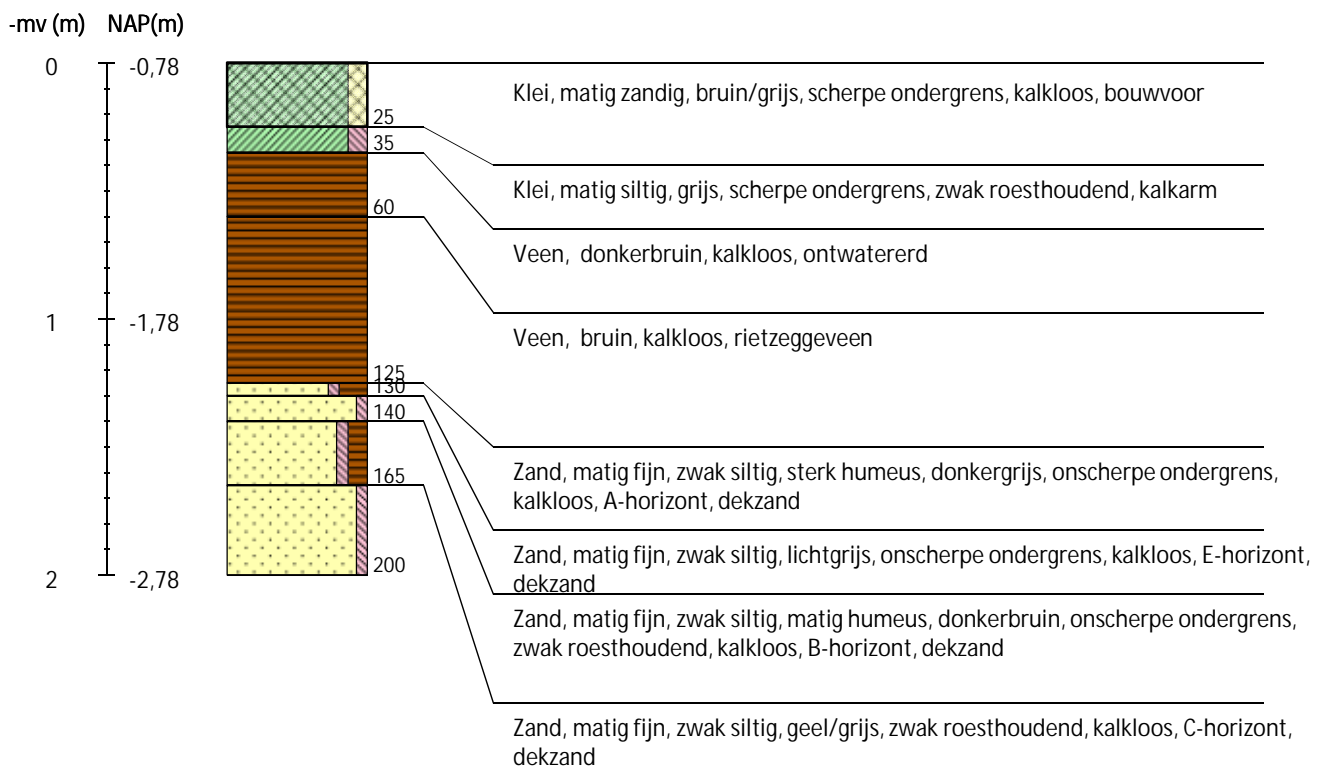 -mv (m) NAP(m)
0 -0,78
Klei, matig zandig, bruin/grijs, scherpe ondergrens, kalkloos, bouwvoor
25
35
Klei, matig siltig, grijs, scherpe ondergrens, zwak roesthoudend, kalkarm
60
Veen, donkerbruin, kalkloos, ontwatererd
1 -1,78
Veen, bruin, kalkloos, rietzeggeveen
125
130
140
Zand, matig fijn, zwak siltig, sterk humeus, donkergrijs, onscherpe ondergrens,
kalkloos, A-horizont, dekzand
165
Zand, matig fijn, zwak siltig, lichtgrijs, onscherpe ondergrens, kalkloos, E-horizont,
dekzand
200
2 -2,78
Zand, matig fijn, zwak siltig, matig humeus, donkerbruin, onscherpe ondergrens,
zwak roesthoudend, kalkloos, B-horizont, dekzand
Zand, matig fijn, zwak siltig, geel/grijs, zwak roesthoudend, kalkloos, C-horizont,
dekzand